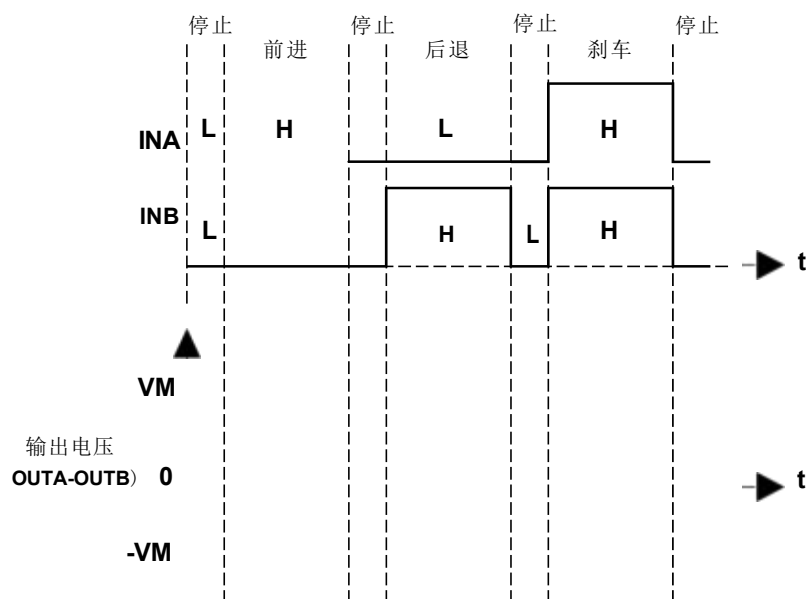 停止 停止 停止 停止
前进 后退 刹车
INA L H L H
INB L H L H
t
VM
输出电压
OUTA-OUTB） 0 t
-VM